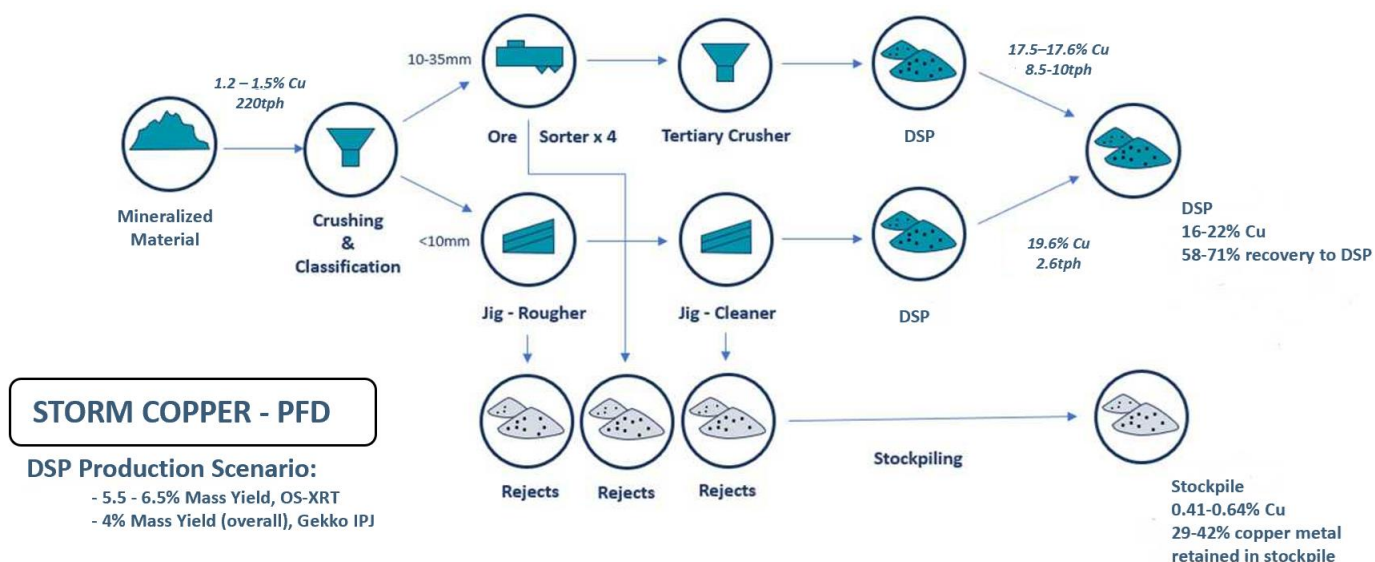 1.2 – 1.5% Cu
220tph
10-35mm
17.5–17.6% Cu
8.5-10tph
Ore Sorter x 4
Tertiary Crusher
DSP
Mineralized
Material
Crushing
&
Classification
<10mm
DSP
16-22% Cu
58-71% recovery to DSP
19.6% Cu
2.6tph
Jig - Rougher
Jig - Cleaner
DSP
STORM COPPER - PFD
DSP Production Scenario:
- 5.5 - 6.5% Mass Yield, OS-XRT
- 4% Mass Yield (overall), Gekko IPJ
Rejects
Rejects
Rejects
Stockpiling
Stockpile
0.41-0.64% Cu
29-42% copper metal
retained in stockpile